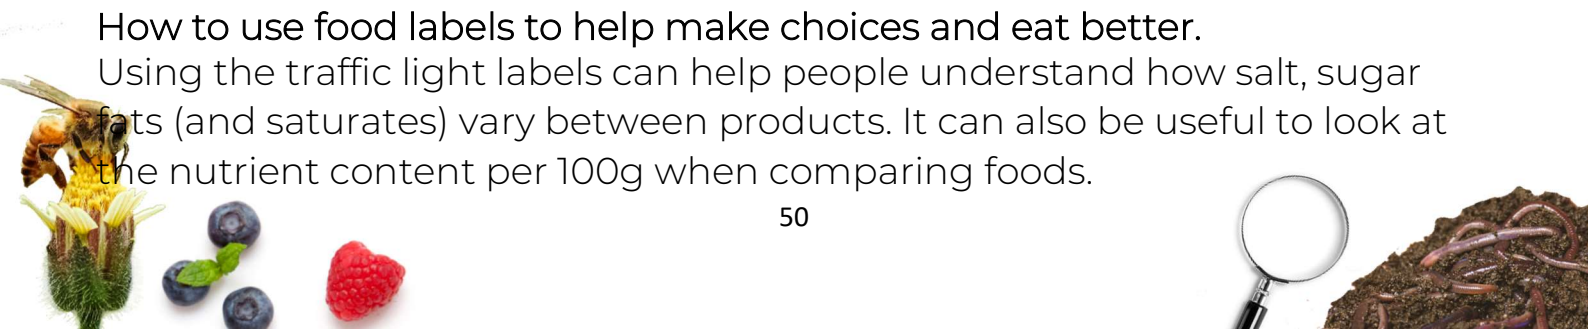 How to use food labels to help make choices and eat better.
Using the traffic light labels can help people understand how salt, sugar
fats (and saturates) vary between products. It can also be useful to look at
the nutrient content per 100g when comparing foods.
50